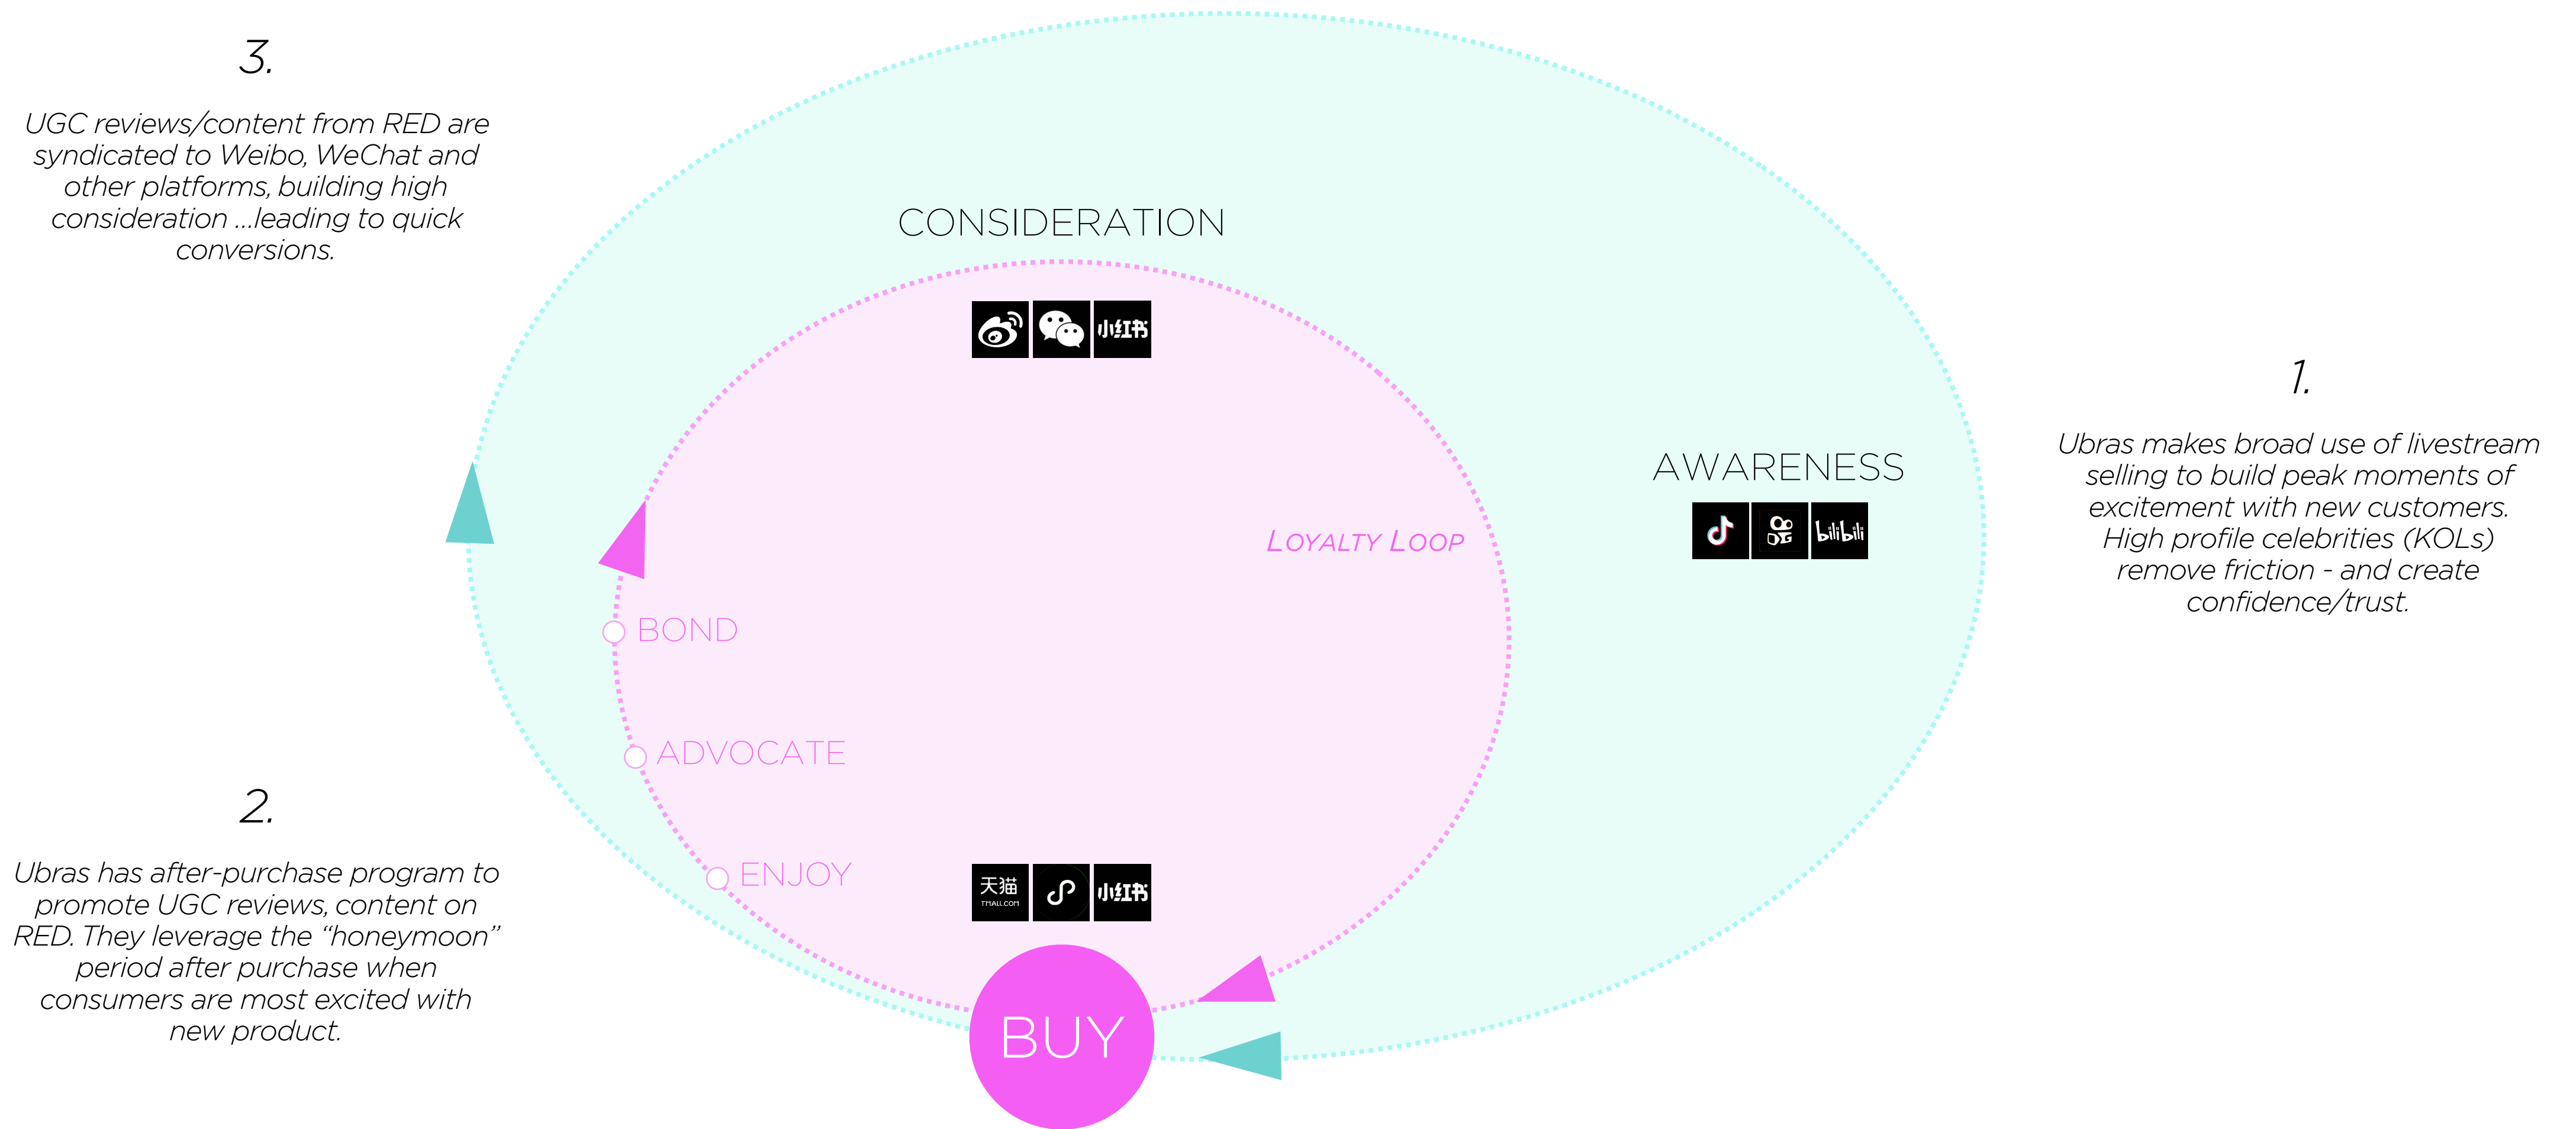 3.
UGC reviews/content from RED are
syndicated to Weibo, WeChat and
other platforms, building high
consideration ...leading to quick
conversions.
CONSIDERATION
小红书
1.
Ubras makes broad use of livestream
selling to build peak moments of
excitement with new customers.
High profile celebrities (KOLs)
remove friction - and create
confidence/trust.
AWARENESS
bilibili
LOYALTY LOOP
BOND
ADVOCATE
ENJOY
2.
Ubras has after-purchase program to
promote UGC reviews, content on
RED. They leverage the “honeymoon”
period after purchase when
consumers are most excited with
new product.
天猫
TMALL.COM
小红书
BUY